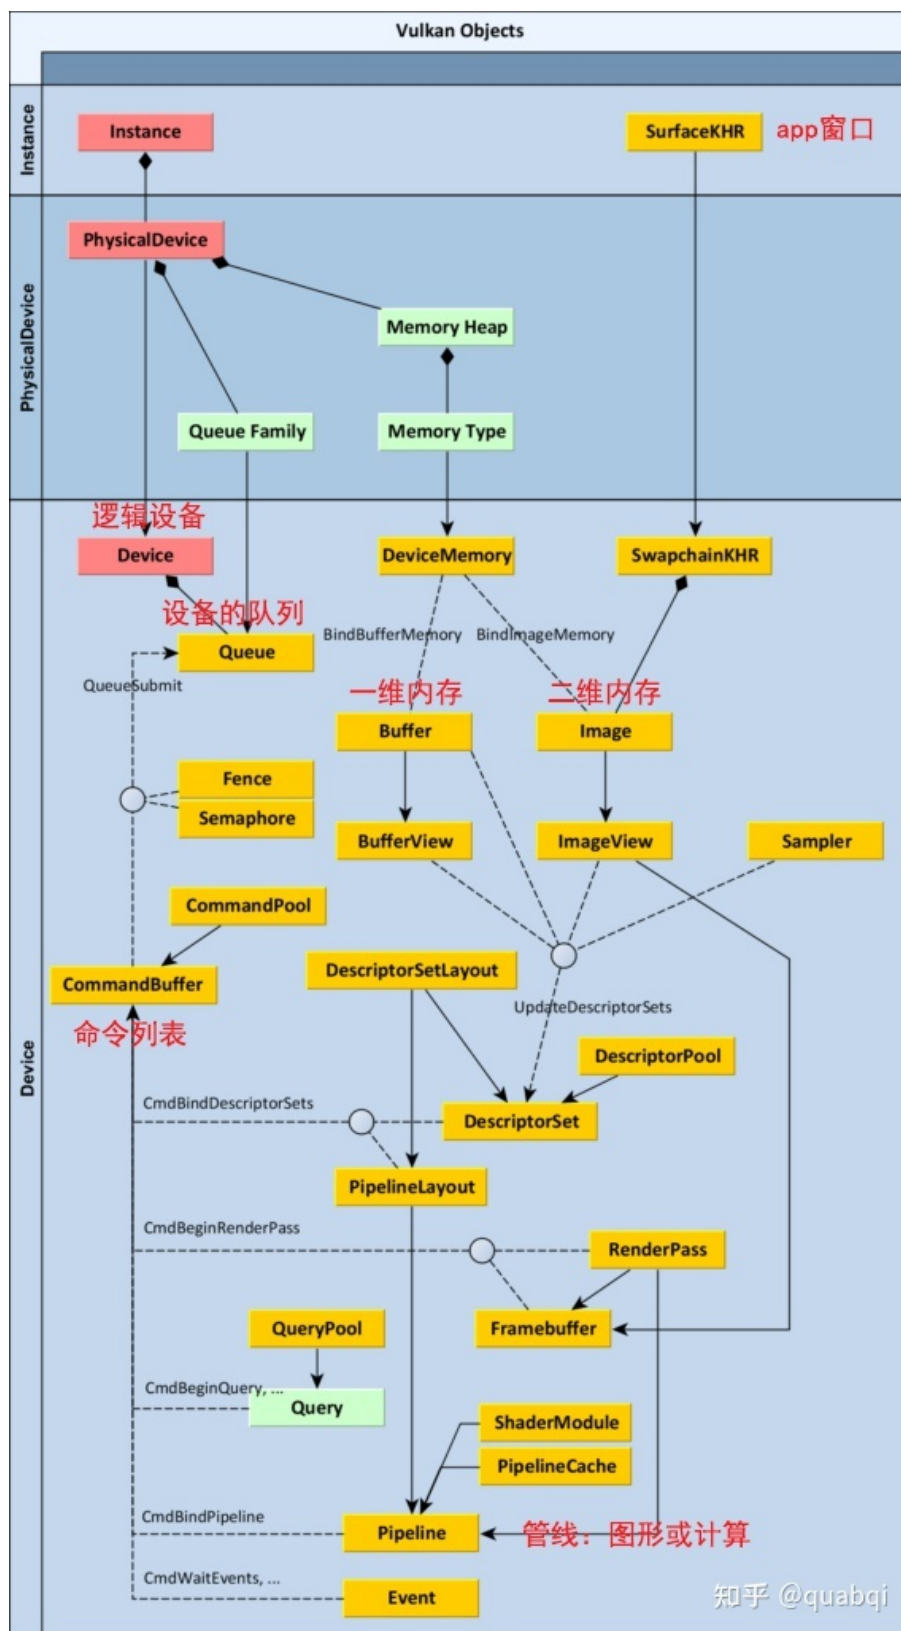 Vulkan Objects
Instance
Instance
SurfaceKHR
app窗口
PhysicalDevice
PhysicalDevice
Memory Heap
Queue Family
Memory Type
逻辑设备
Device
DeviceMemory
SwapchainKHR
设备的队列
Queue
BindBufferMemory
BindImageMemory
QueueSubmit
一维内存
二维内存
Buffer
Image
Fence
Semaphore
BufferView
ImageView
Sampler
CommandPool
CommandBuffer
命令列表
DescriptorSetLayout
UpdateDescriptorSets
Device
DescriptorPool
CmdBindDescriptorSets
DescriptorSet
PipelineLayout
CmdBeginRenderPass
RenderPass
QueryPool
Framebuffer
CmdBeginQuery, ...
Query
ShaderModule
PipelineCache
CmdBindPipeline
Pipeline
管线：图形或计算
CmdWaitEvents, ...
Event
知乎 @quabqi